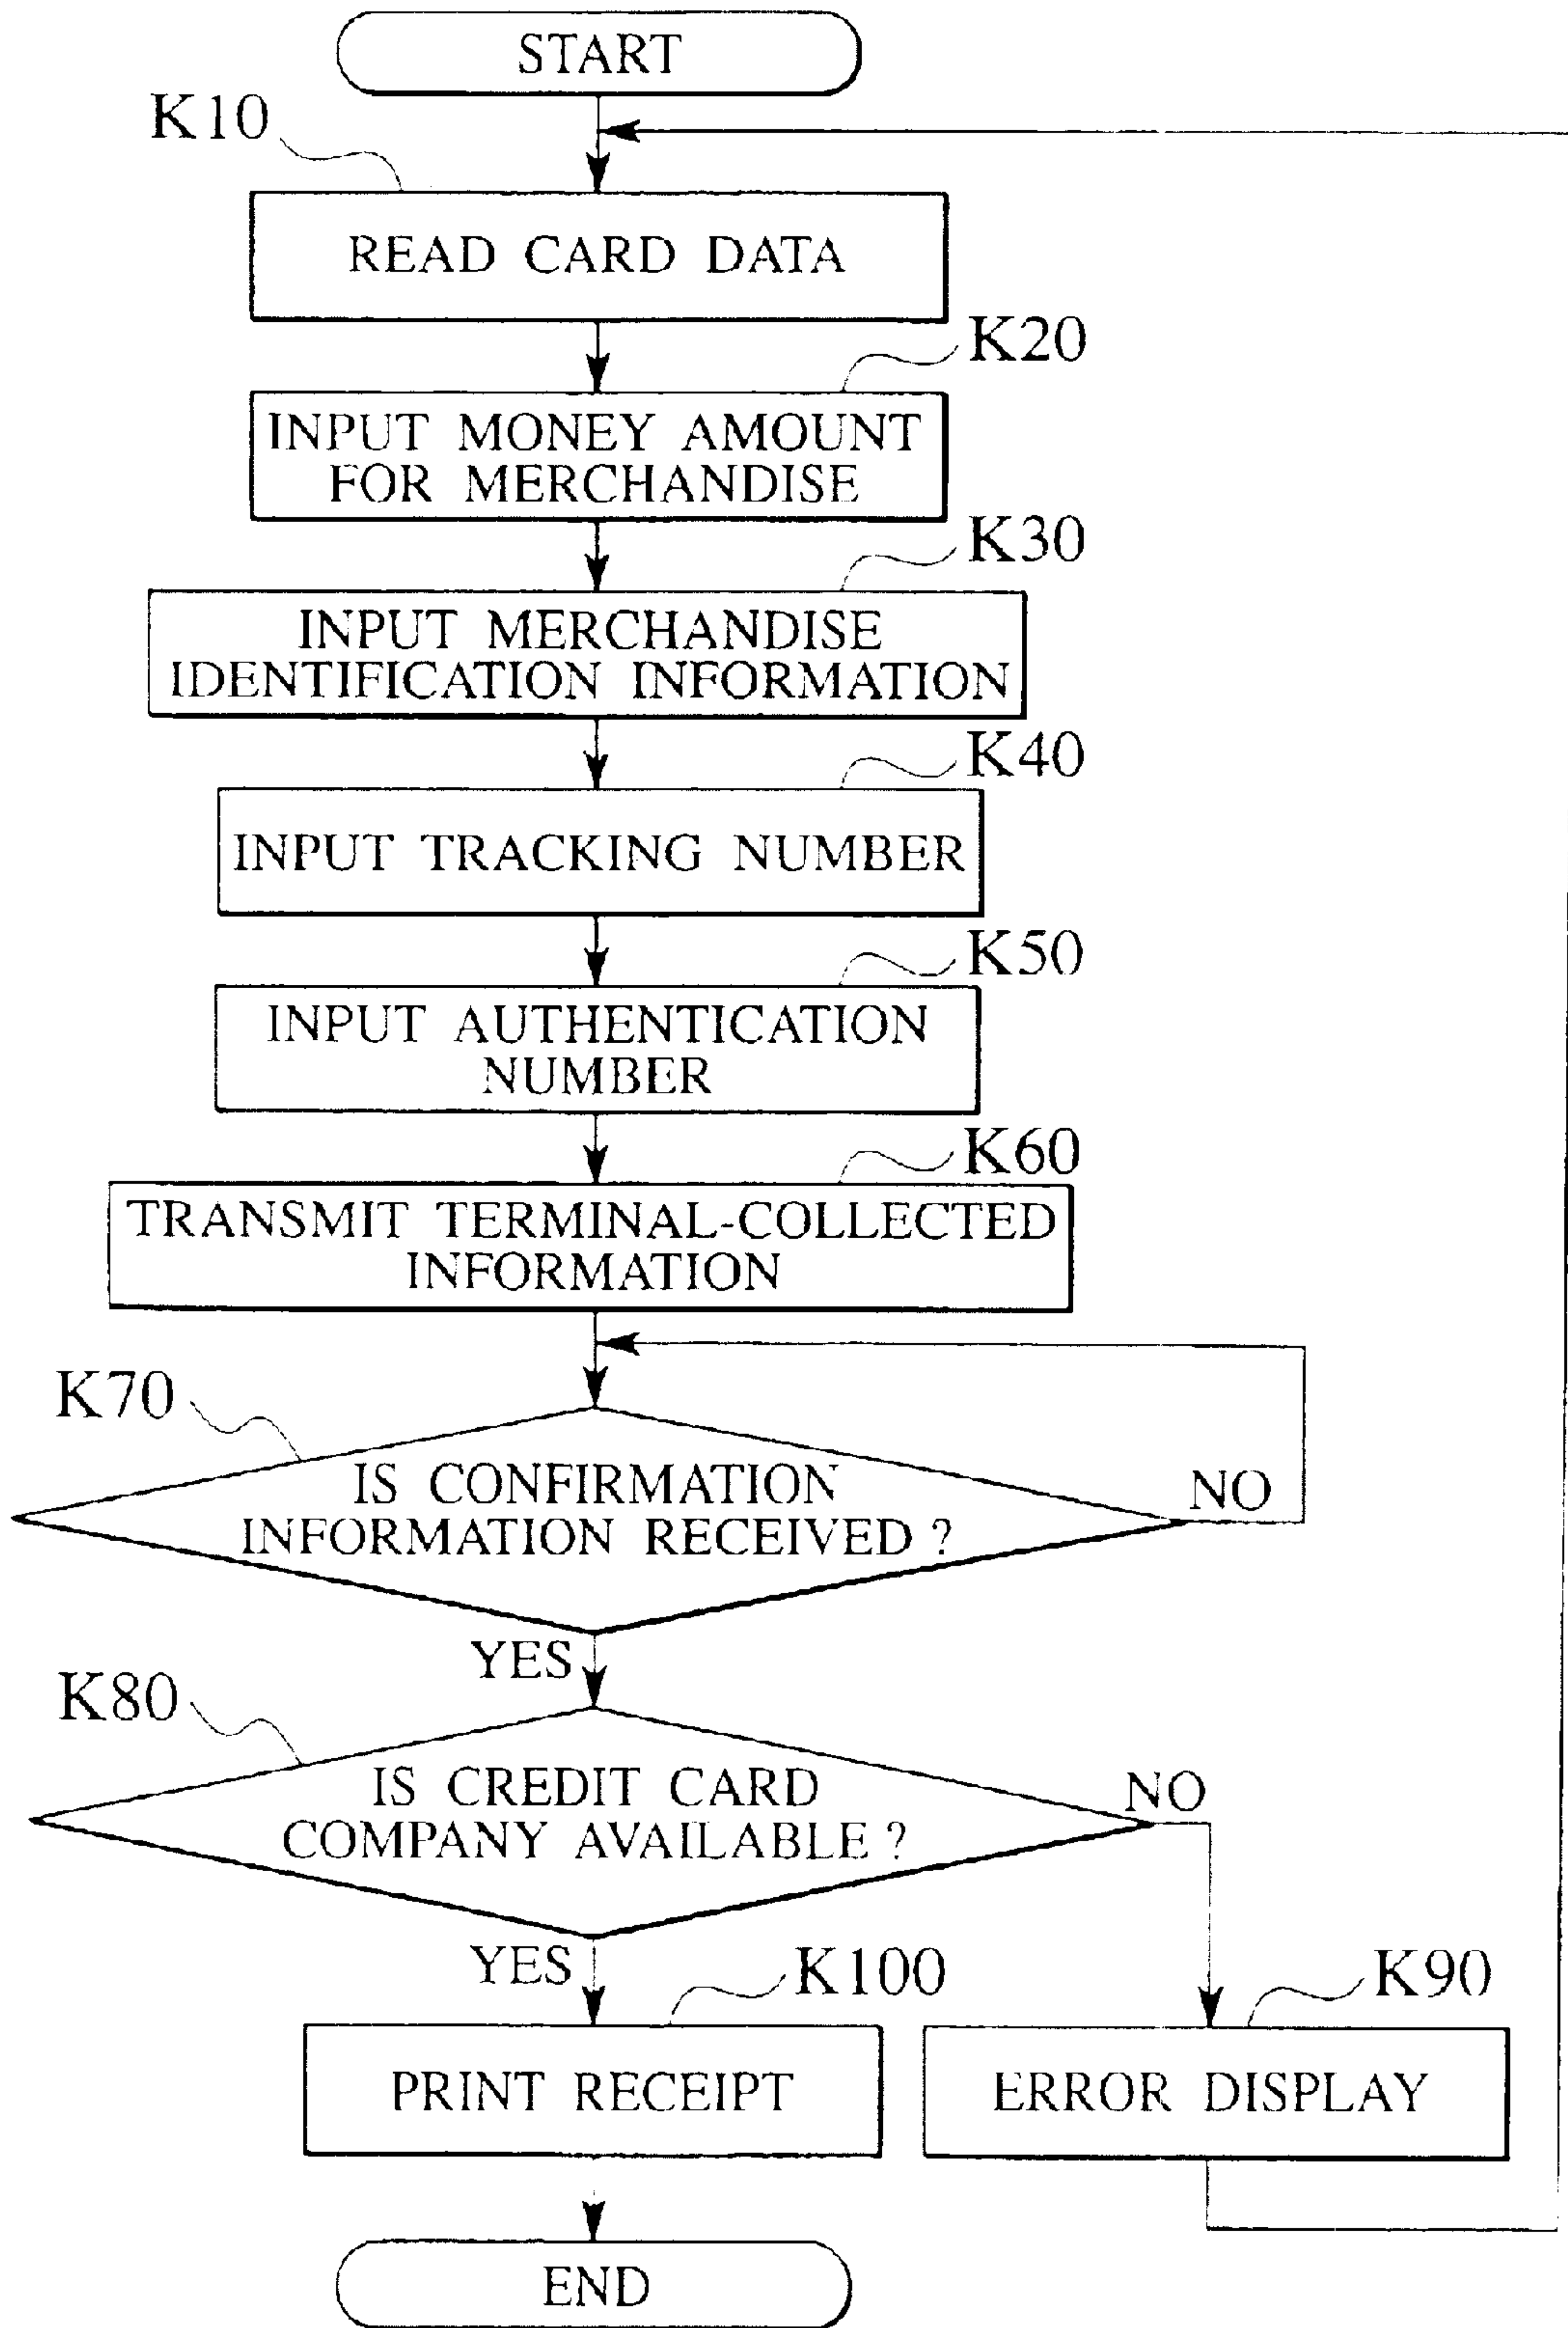 START
K10
READ CARD DATA
K20
INPUT MONEY AMOUNT
FOR MERCHANDISE
K30
INPUT MERCHANDISE
IDENTIFICATION INFORMATION
K40
INPUT TRACKING NUMBER
K50
INPUT AUTHENTICATION
NUMBER
K60
TRANSMIT TERMINAL-COLLECTED
INFORMATION
K70
IS CONFIRMATION
INFORMATION RECEIVED ?
NO
YES
K80
IS CREDIT CARD
COMPANY AVAILABLE ?
NO
YES
K100
K90
PRINT RECEIPT
ERROR DISPLAY
END